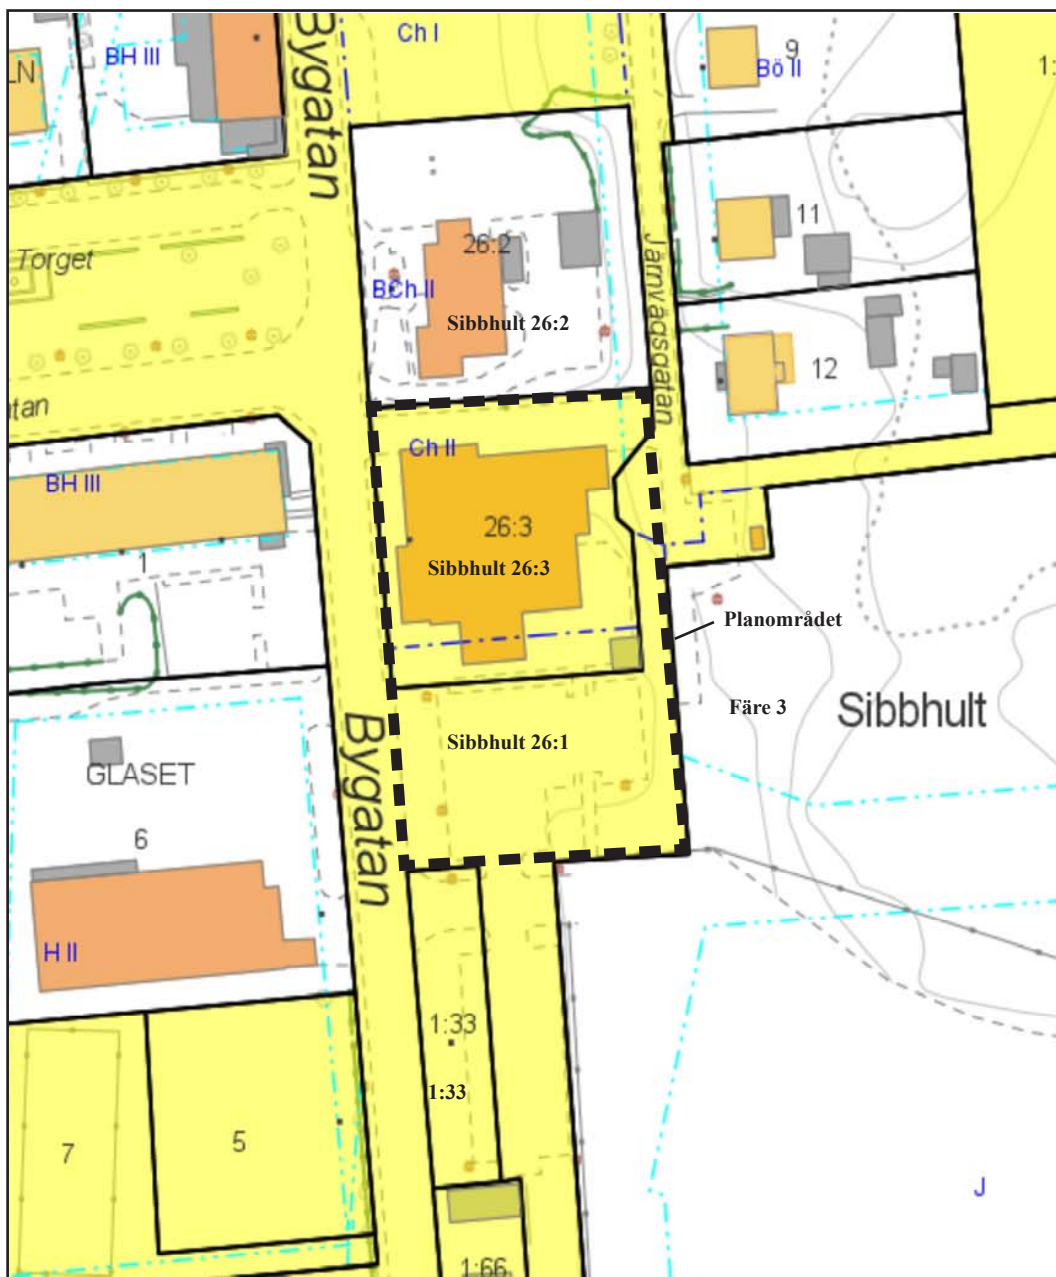 Ch I
9
BH III
Bö II
1:
LN
Bygatan
11
26:2
Torget
Järnvägsgatan
BCh II
Sibbhult 26:2
12
tan
Ch II
BH III
26:3
1
Sibbhult 26:3
Planområdet
Färe 3
Sibbhult
Sibbhult 26:1
Bygatan
GLASET
6
H II
1:33
1:33
5
7
J
1:66